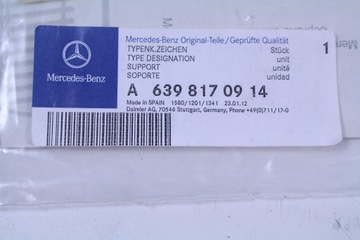 Mercedes-Benz Original-Teile/Geprüfte Qualität
TYPENK.ZEICHEN Stück 1
TYPE DESIGNATION unit
SUPPORT unité
SOPORTE unidad
Mercedes-Benz
A 639 817 09 14
Made in SPAIN 1580/1201/1341 23.01.12
Daimler AG, 70546 Stuttgart, Germany, Phone +49(0)711/17-0